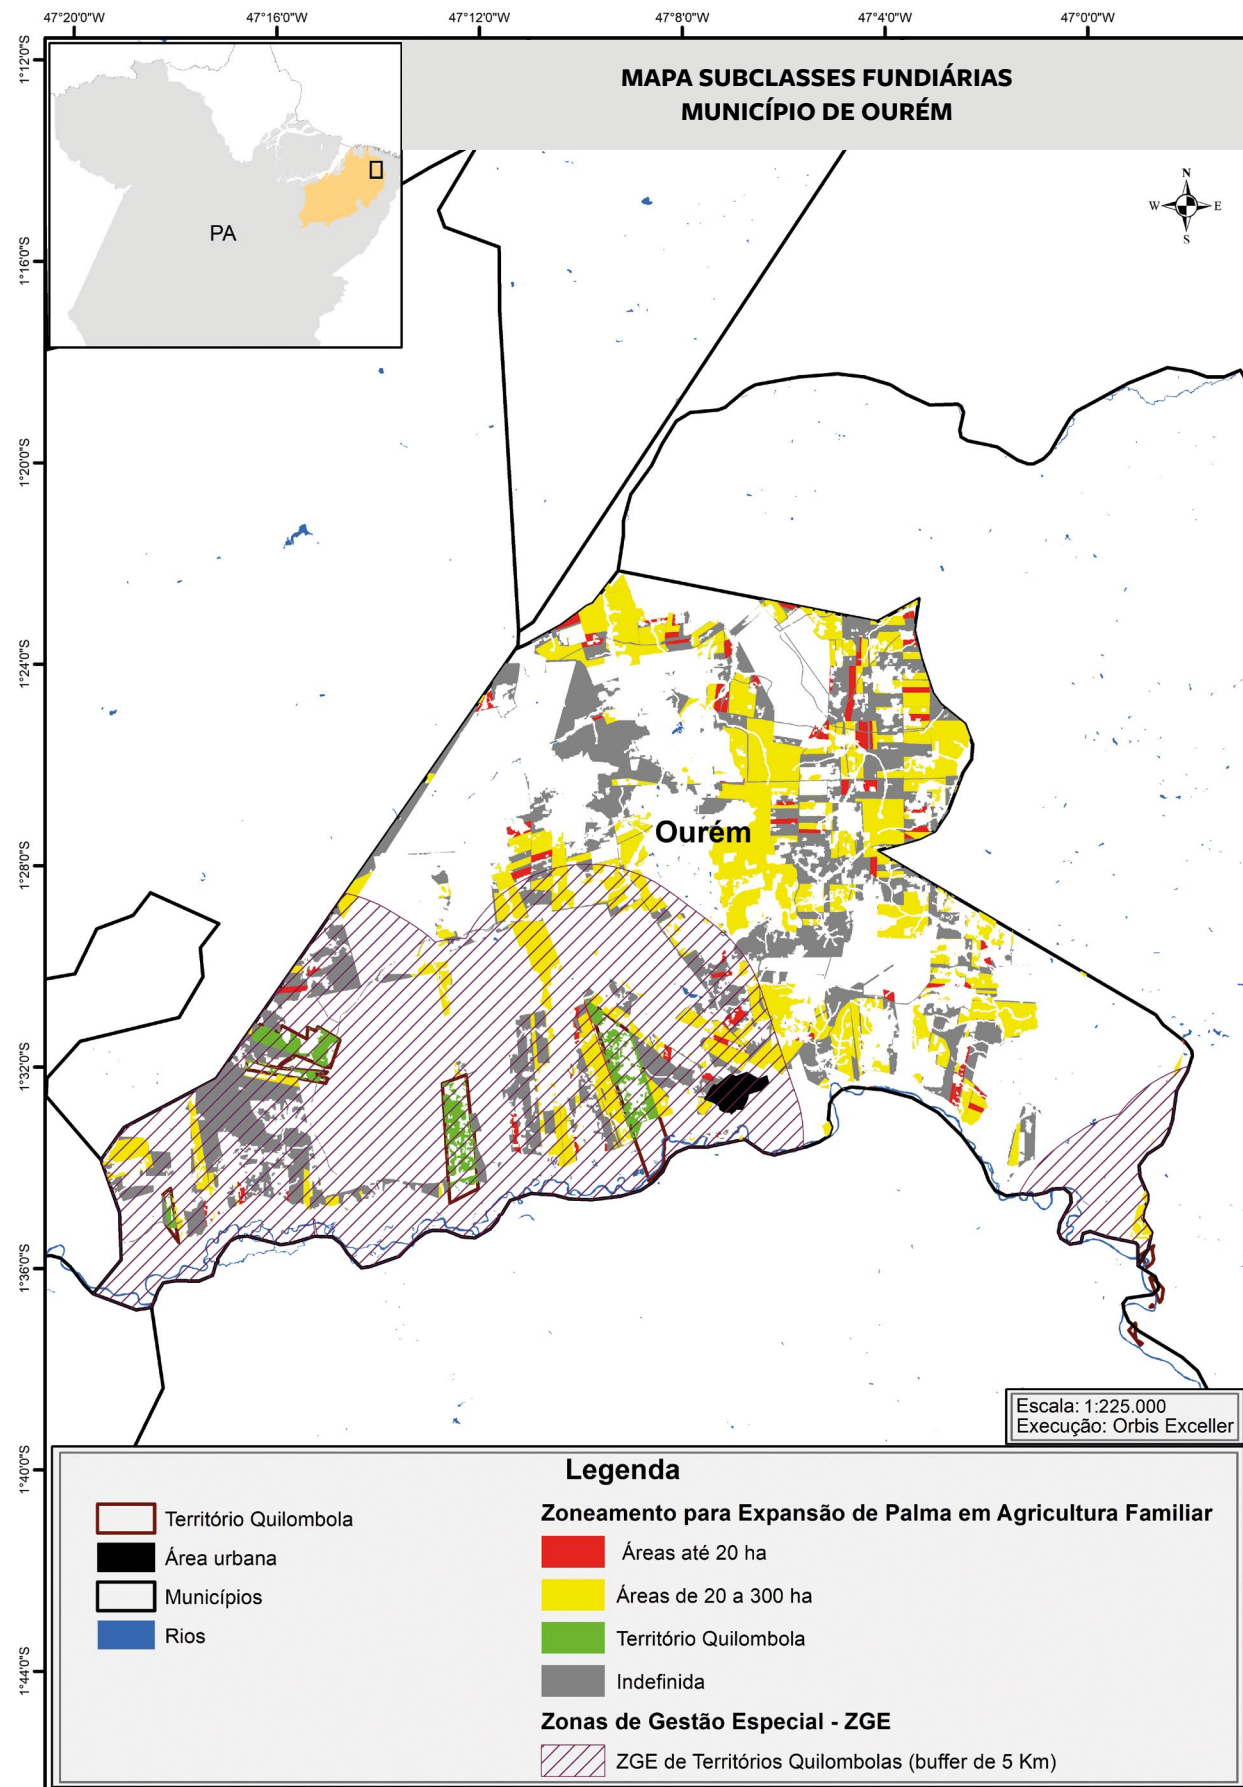 47°20'0"W
47°16'0"W
47°12'0"W
47°8'0"W
47°4'0"W
47°0'0"W
1°12'0"S
1°16'0"S
1°20'0"S
1°24'0"S
1°28'0"S
1°32'0"S
1°36'0"S
1°40'0"S
1°44'0"S
MAPA SUBCLASSES FUNDIÁRIAS
MUNICÍPIO DE OURÉM
PA
N
W E
S
Ourém
Escala: 1:225.000
Execução: Orbis Exceller
Legenda
Território Quilombola
Área urbana
Municípios
Rios
Zoneamento para Expansão de Palma em Agricultura Familiar
Áreas até 20 ha
Áreas de 20 a 300 ha
Território Quilombola
Indefinida
Zonas de Gestão Especial - ZGE
ZGE de Territórios Quilombolas (buffer de 5 Km)